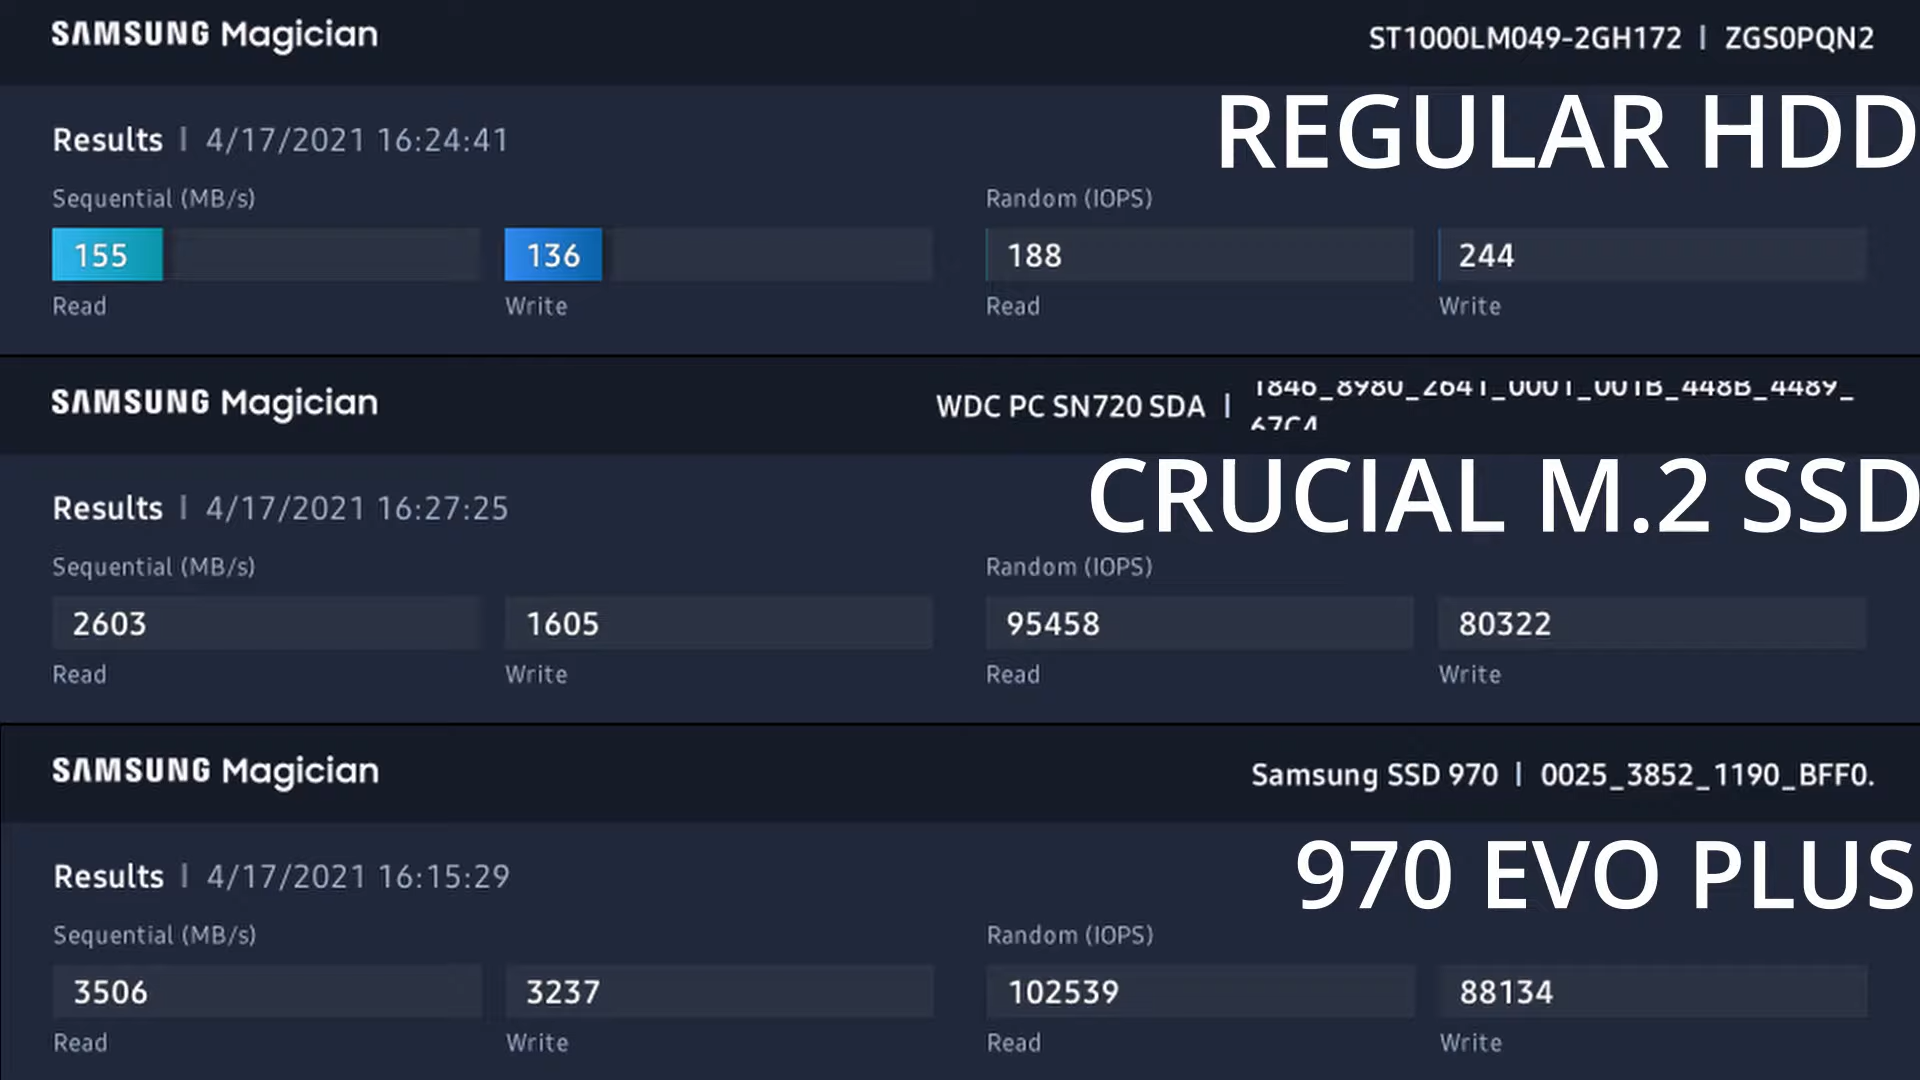 SAMSUNG Magician
ST1000LM049-2GH172 | ZGS0PQN2
REGULAR HDD
Results | 4/17/2021 16:24:41
Sequential (MB/s) Random (IOPS)
155 136 188 244
Read Write Read Write
SAMSUNG Magician
WDC PC SN720 SDA | 1846_8980_2641_0001_001B_448B_4489_
67CA
CRUCIAL M.2 SSD
Results | 4/17/2021 16:27:25
Sequential (MB/s) Random (IOPS)
2603 1605 95458 80322
Read Write Read Write
SAMSUNG Magician
Samsung SSD 970 | 0025_3852_1190_BFF0.
970 EVO PLUS
Results | 4/17/2021 16:15:29
Sequential (MB/s) Random (IOPS)
3506 3237 102539 88134
Read Write Read Write